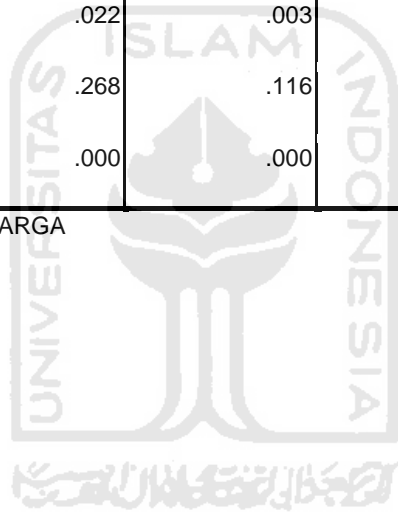 .022 .003
.268 .116
.000 .000
ARGA
UNIVERSITAS ISLAM INDONESIA